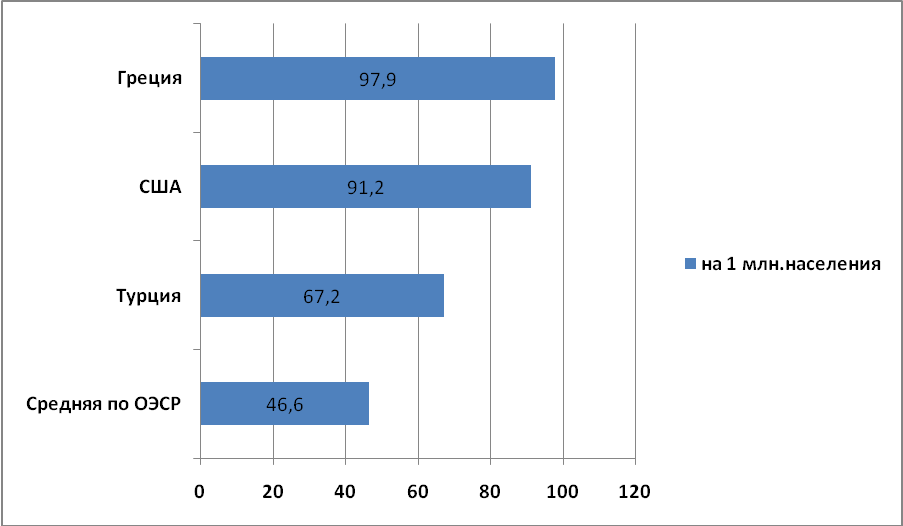 Греция
97,9
США
91,2
на 1 млн.населения
Турция
67,2
Средняя по ОЭСР
46,6
0 20 40 60 80 100 120